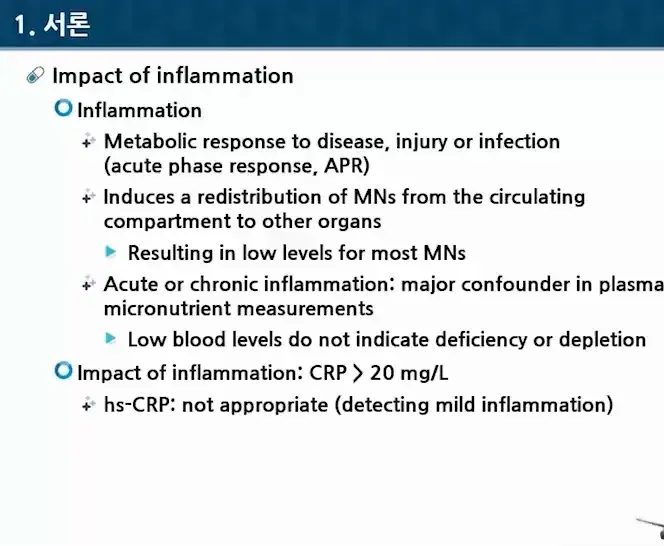 1. 서론
Impact of inflammation
Inflammation
Metabolic response to disease, injury or infection
(acute phase response, APR)
Induces a redistribution of MNs from the circulating
compartment to other organs
Resulting in low levels for most MNs
Acute or chronic inflammation: major confounder in plasma
micronutrient measurements
Low blood levels do not indicate deficiency or depletion
Impact of inflammation: CRP > 20 mg/L
hs-CRP: not appropriate (detecting mild inflammation)